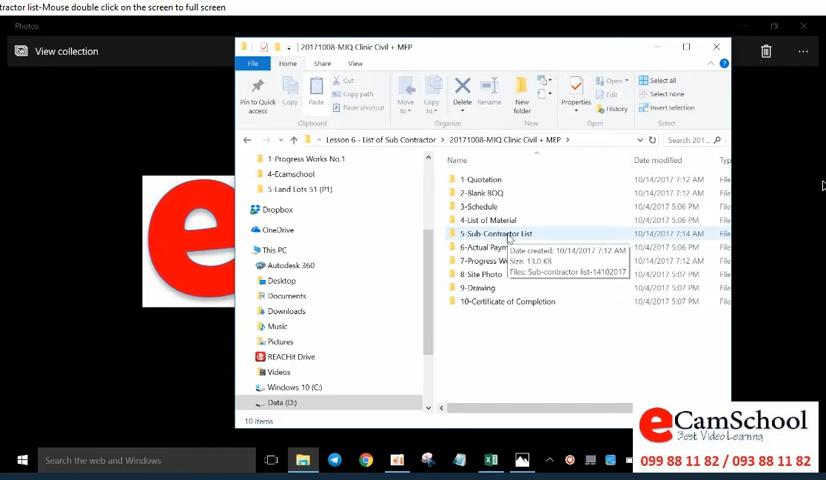 tractor list-Mouse double click on the screen to full screen
Photos
View collection
20171008-MJQ Clinic Civil + MEP
File
Home
Share
View
Pin to Quick access
Copy
Paste
Cut
Copy path
Paste shortcut
Move to
Copy to
Delete
Rename
New folder
Properties
Open
Edit
History
Select all
Select none
Invert selection
Clipboard
Organize
New
Open
Select
« Lesson 6 - List of Sub Contractor > 20171008-MJQ Clinic Civil + MEP >
Search 201...
1-Progress Works No.1
4-Ecamschool
5-Land Lots 51 (P1)
Dropbox
OneDrive
This PC
Autodesk 360
Desktop
Documents
Downloads
Music
Pictures
REACHit Drive
Videos
Windows 10 (C:)
Data (D:)
Name Date modified Typ
1-Quotation 10/14/2017 7:12 AM File
2-Blank BOQ 10/14/2017 7:12 AM File
3-Schedule 10/4/2017 5:06 PM File
4-List of Material 10/4/2017 5:06 PM File
5-Sub-Contractor List 10/14/2017 7:14 AM File
6-Actual Paym 10/4/2017 5:06 PM File
7-Progress W 10/14/2017 7:12 AM File
8-Site Photo 10/4/2017 5:07 PM File
9-Drawing 10/4/2017 5:07 PM File
10-Certificate of Completion 10/4/2017 5:07 PM File
Date created: 10/14/2017 7:12 AM
Size: 13.0 KB
Files: Sub-contractor list-14102017
10 items
e
eCamSchool
Best Video Learning
099 88 11 82 / 093 88 11 82
Search the web and Windows